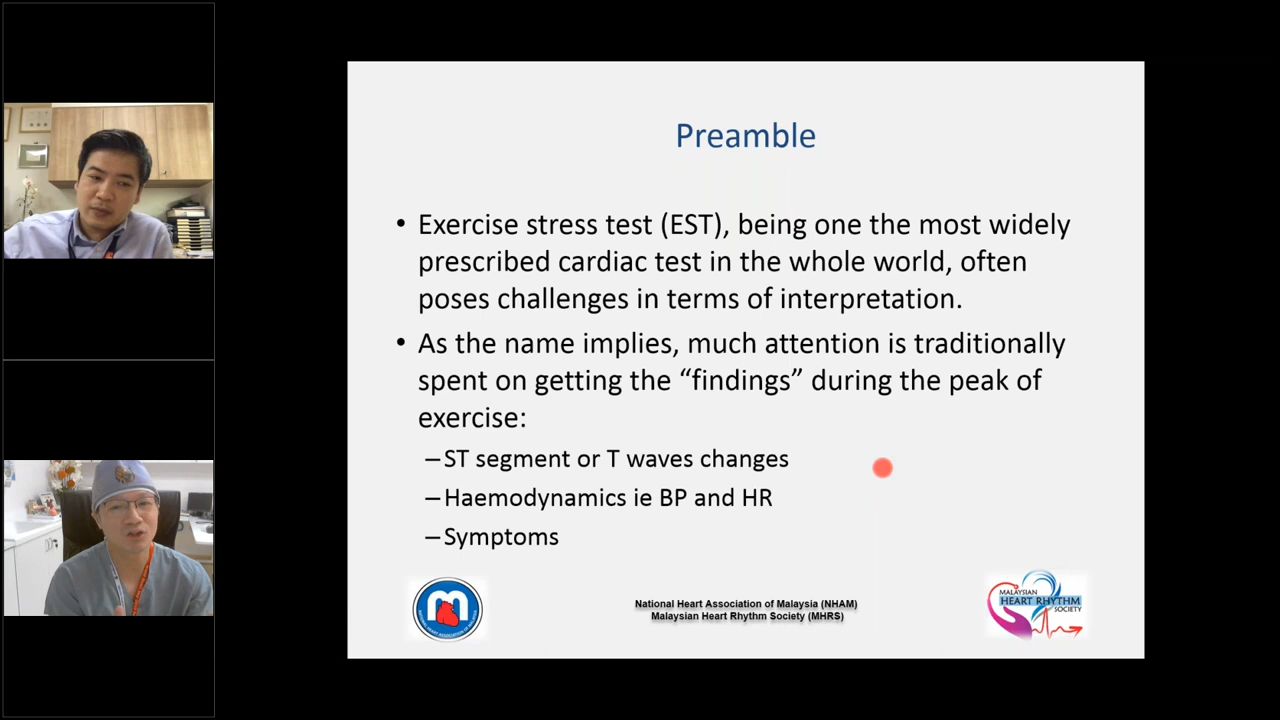 Preamble
• Exercise stress test (EST), being one the most widely
prescribed cardiac test in the whole world, often
poses challenges in terms of interpretation.
• As the name implies, much attention is traditionally
spent on getting the “findings” during the peak of
exercise:
–ST segment or T waves changes
–Haemodynamics ie BP and HR
–Symptoms
National Heart Association of Malaysia (NHAM)
Malaysian Heart Rhythm Society (MHRS)
MALAYSIAN
HEART RHYTHM
SOCIETY